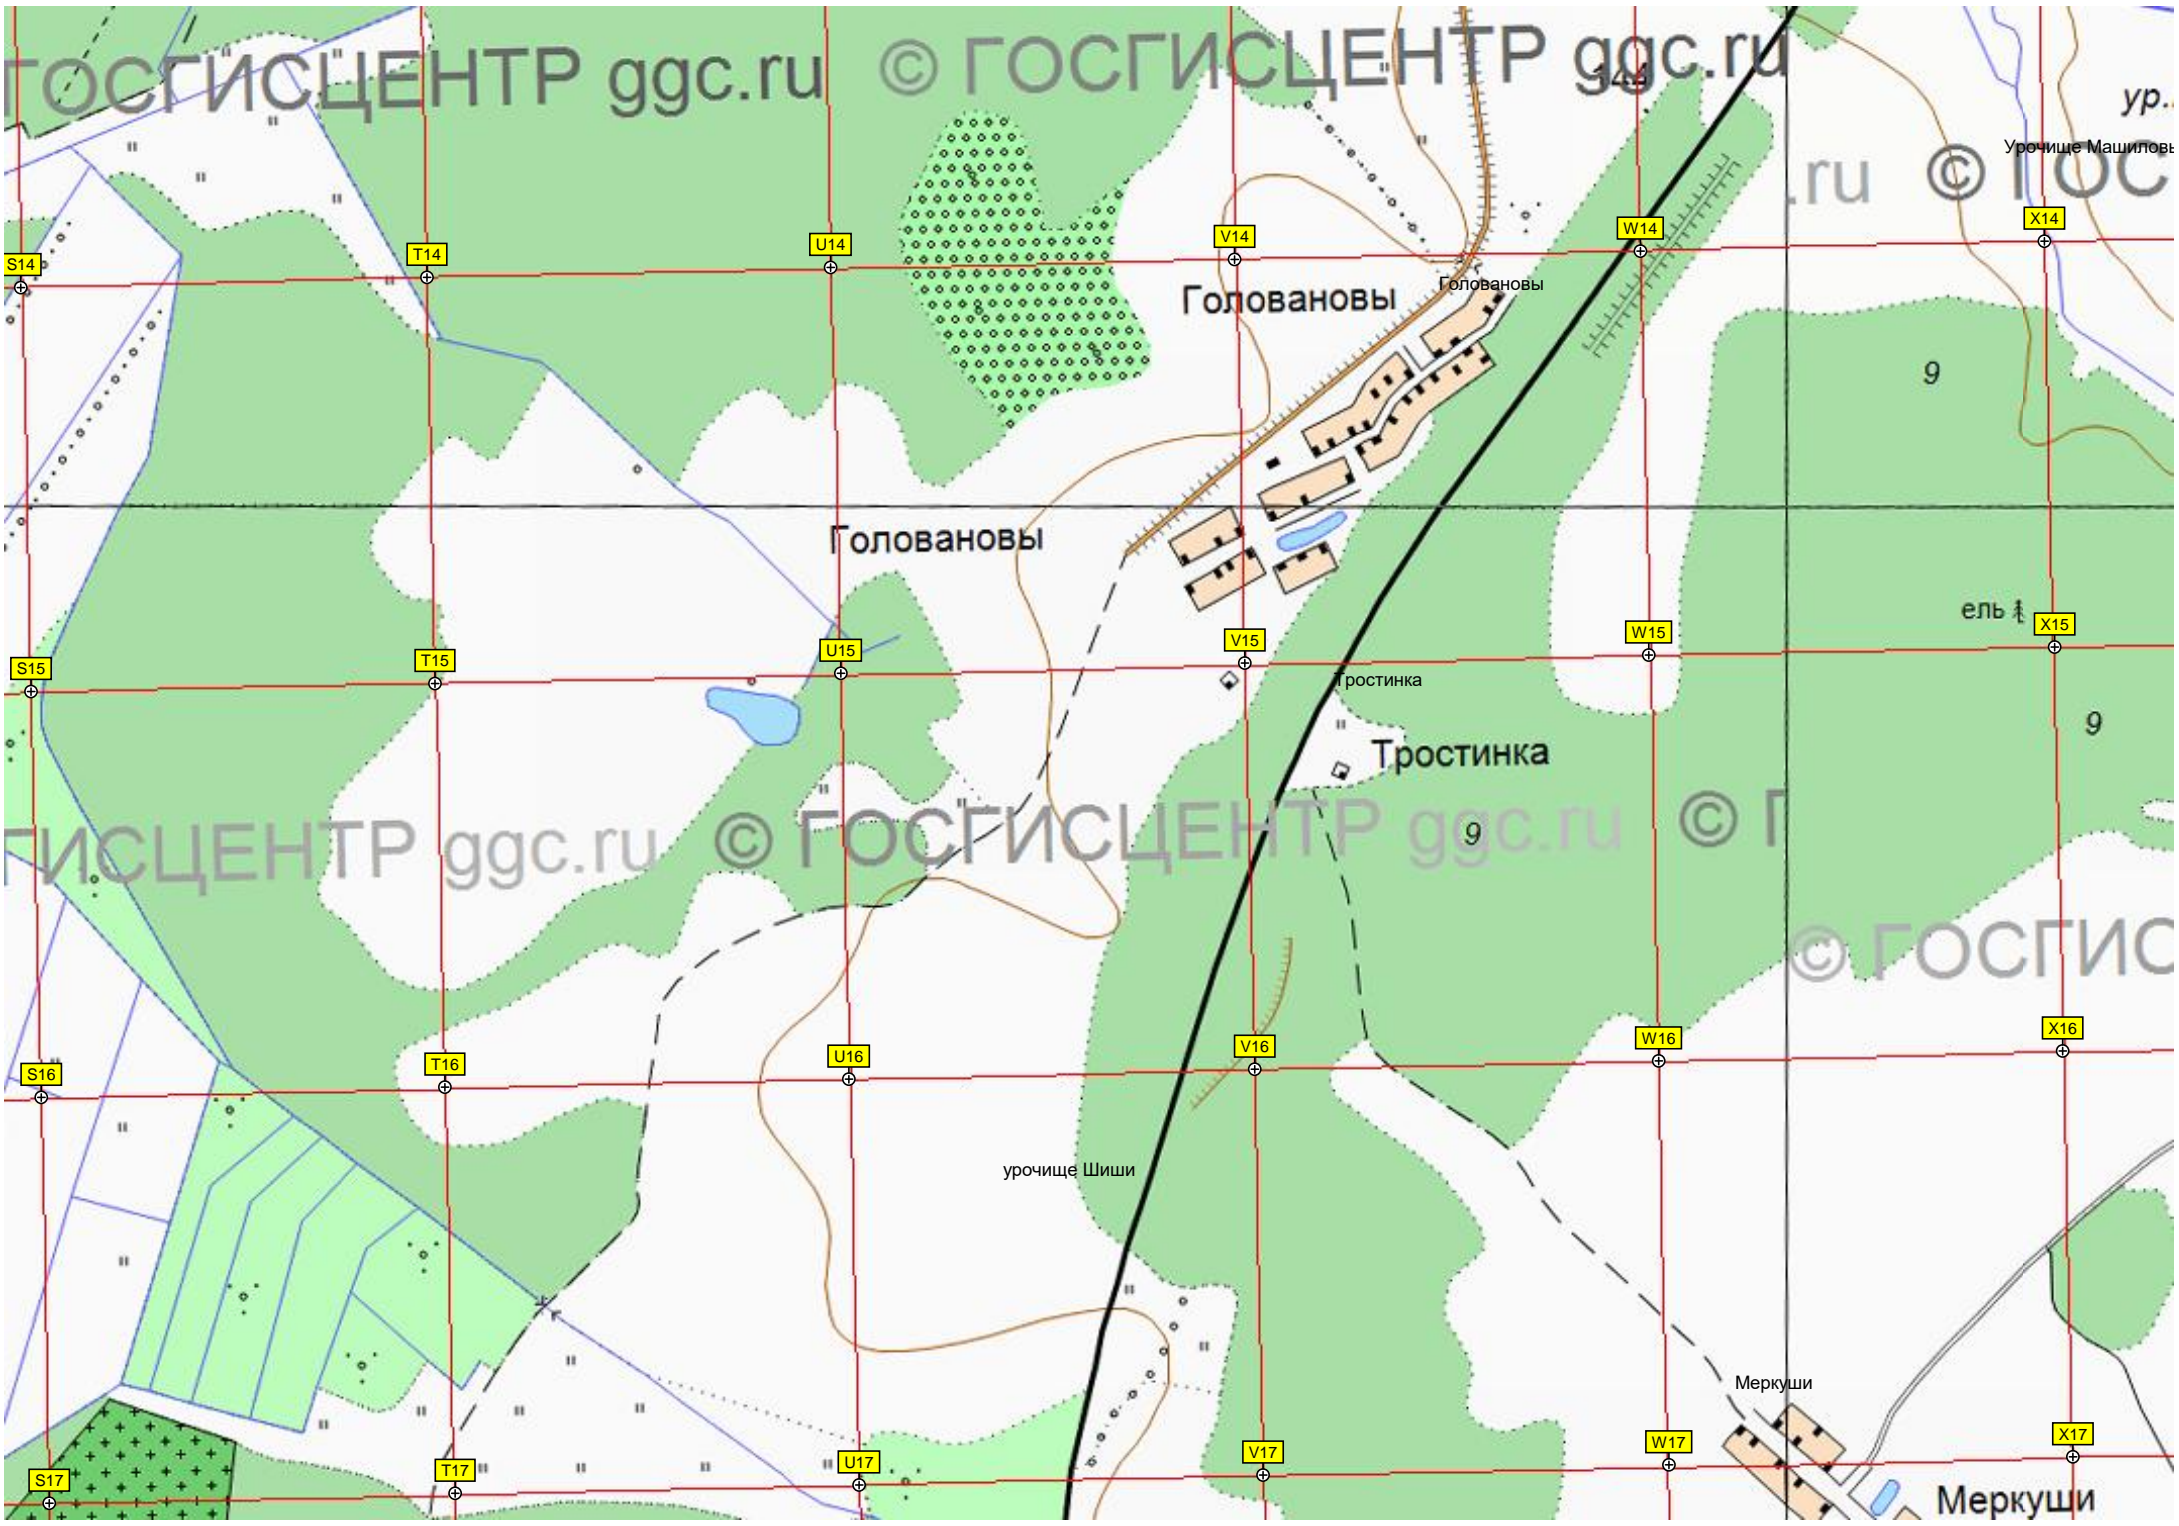 ГОСГИСЦЕНТР ggc.ru © ГОСГИСЦЕНТР ggc.ru
144
ур.
Урочище Машиловы
.ru © ГОС
S14
T14
U14
V14
W14
X14
Головановы
Головановы
9
Головановы
ель
S15
T15
U15
V15
W15
X15
Тростинка
9
Тростинка
ГИСЦЕНТР ggc.ru © ГОСГИСЦЕНТР ggc.ru © Г
9
© ГОСГИС
S16
T16
U16
V16
W16
X16
урочище Шиши
Меркуши
S17
T17
U17
V17
W17
X17
Меркуши